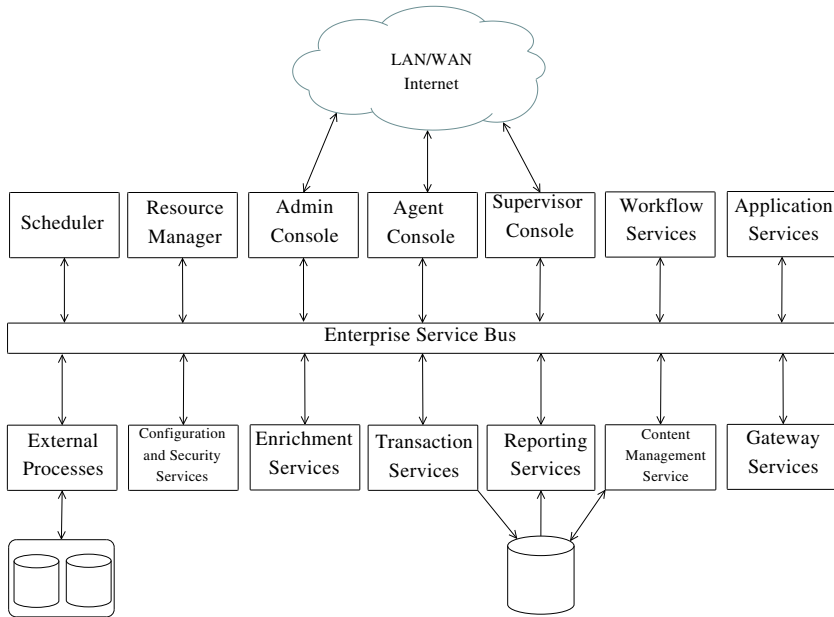 LAN/WAN
Internet
Scheduler
Resource
Manager
Admin
Console
Agent
Console
Supervisor
Console
Workflow
Services
Application
Services
Enterprise Service Bus
External
Processes
Configuration
and Security
Services
Enrichment
Services
Transaction
Services
Reporting
Services
Content
Management
Service
Gateway
Services